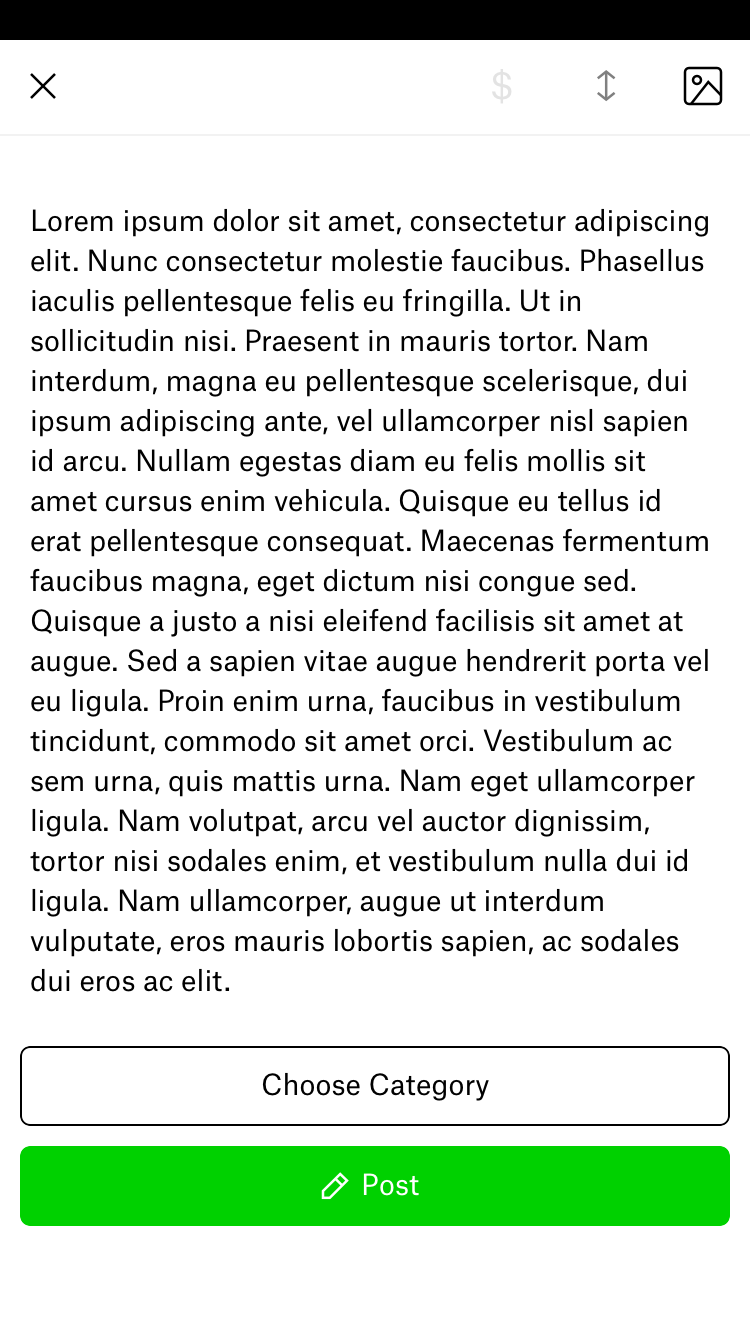 $
Lorem ipsum dolor sit amet, consectetur adipiscing
elit. Nunc consectetur molestie faucibus. Phasellus
iaculis pellentesque felis eu fringilla. Ut in
sollicitudin nisi. Praesent in mauris tortor. Nam
interdum, magna eu pellentesque scelerisque, dui
ipsum adipiscing ante, vel ullamcorper nisl sapien
id arcu. Nullam egestas diam eu felis mollis sit
amet cursus enim vehicula. Quisque eu tellus id
erat pellentesque consequat. Maecenas fermentum
faucibus magna, eget dictum nisi congue sed.
Quisque a justo a nisi eleifend facilisis sit amet at
augue. Sed a sapien vitae augue hendrerit porta vel
eu ligula. Proin enim urna, faucibus in vestibulum
tincidunt, commodo sit amet orci. Vestibulum ac
sem urna, quis mattis urna. Nam eget ullamcorper
ligula. Nam volutpat, arcu vel auctor dignissim,
tortor nisi sodales enim, et vestibulum nulla dui id
ligula. Nam ullamcorper, augue ut interdum
vulputate, eros mauris lobortis sapien, ac sodales
dui eros ac elit.
Choose Category
Post